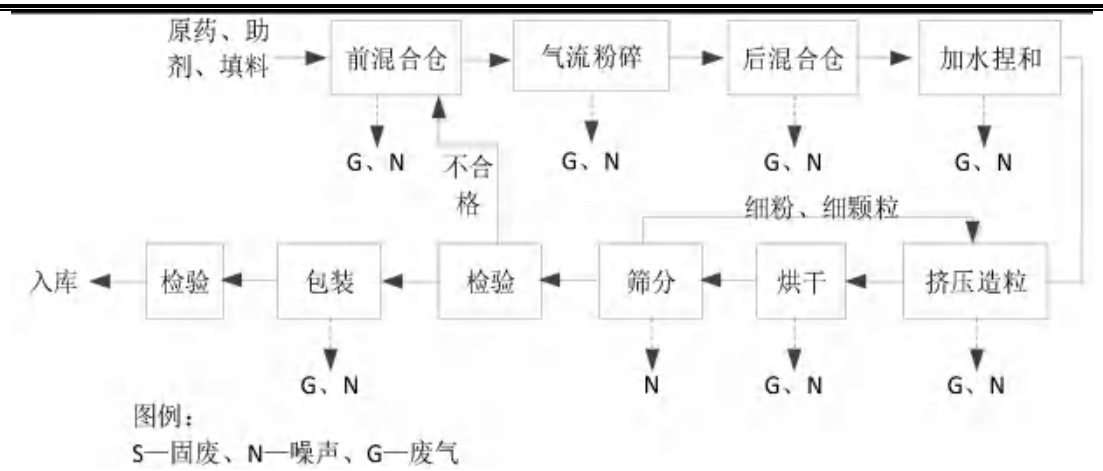 原药、助
剂、填料
前混合仓
气流粉碎
后混合仓
加水捏和
G、N
G、N
G、N
G、N
不合
格
细粉、细颗粒
入库
检验
包装
检验
筛分
烘干
挤压造粒
G、N
N
G、N
G、N
图例：
S—固废、N—噪声、G—废气